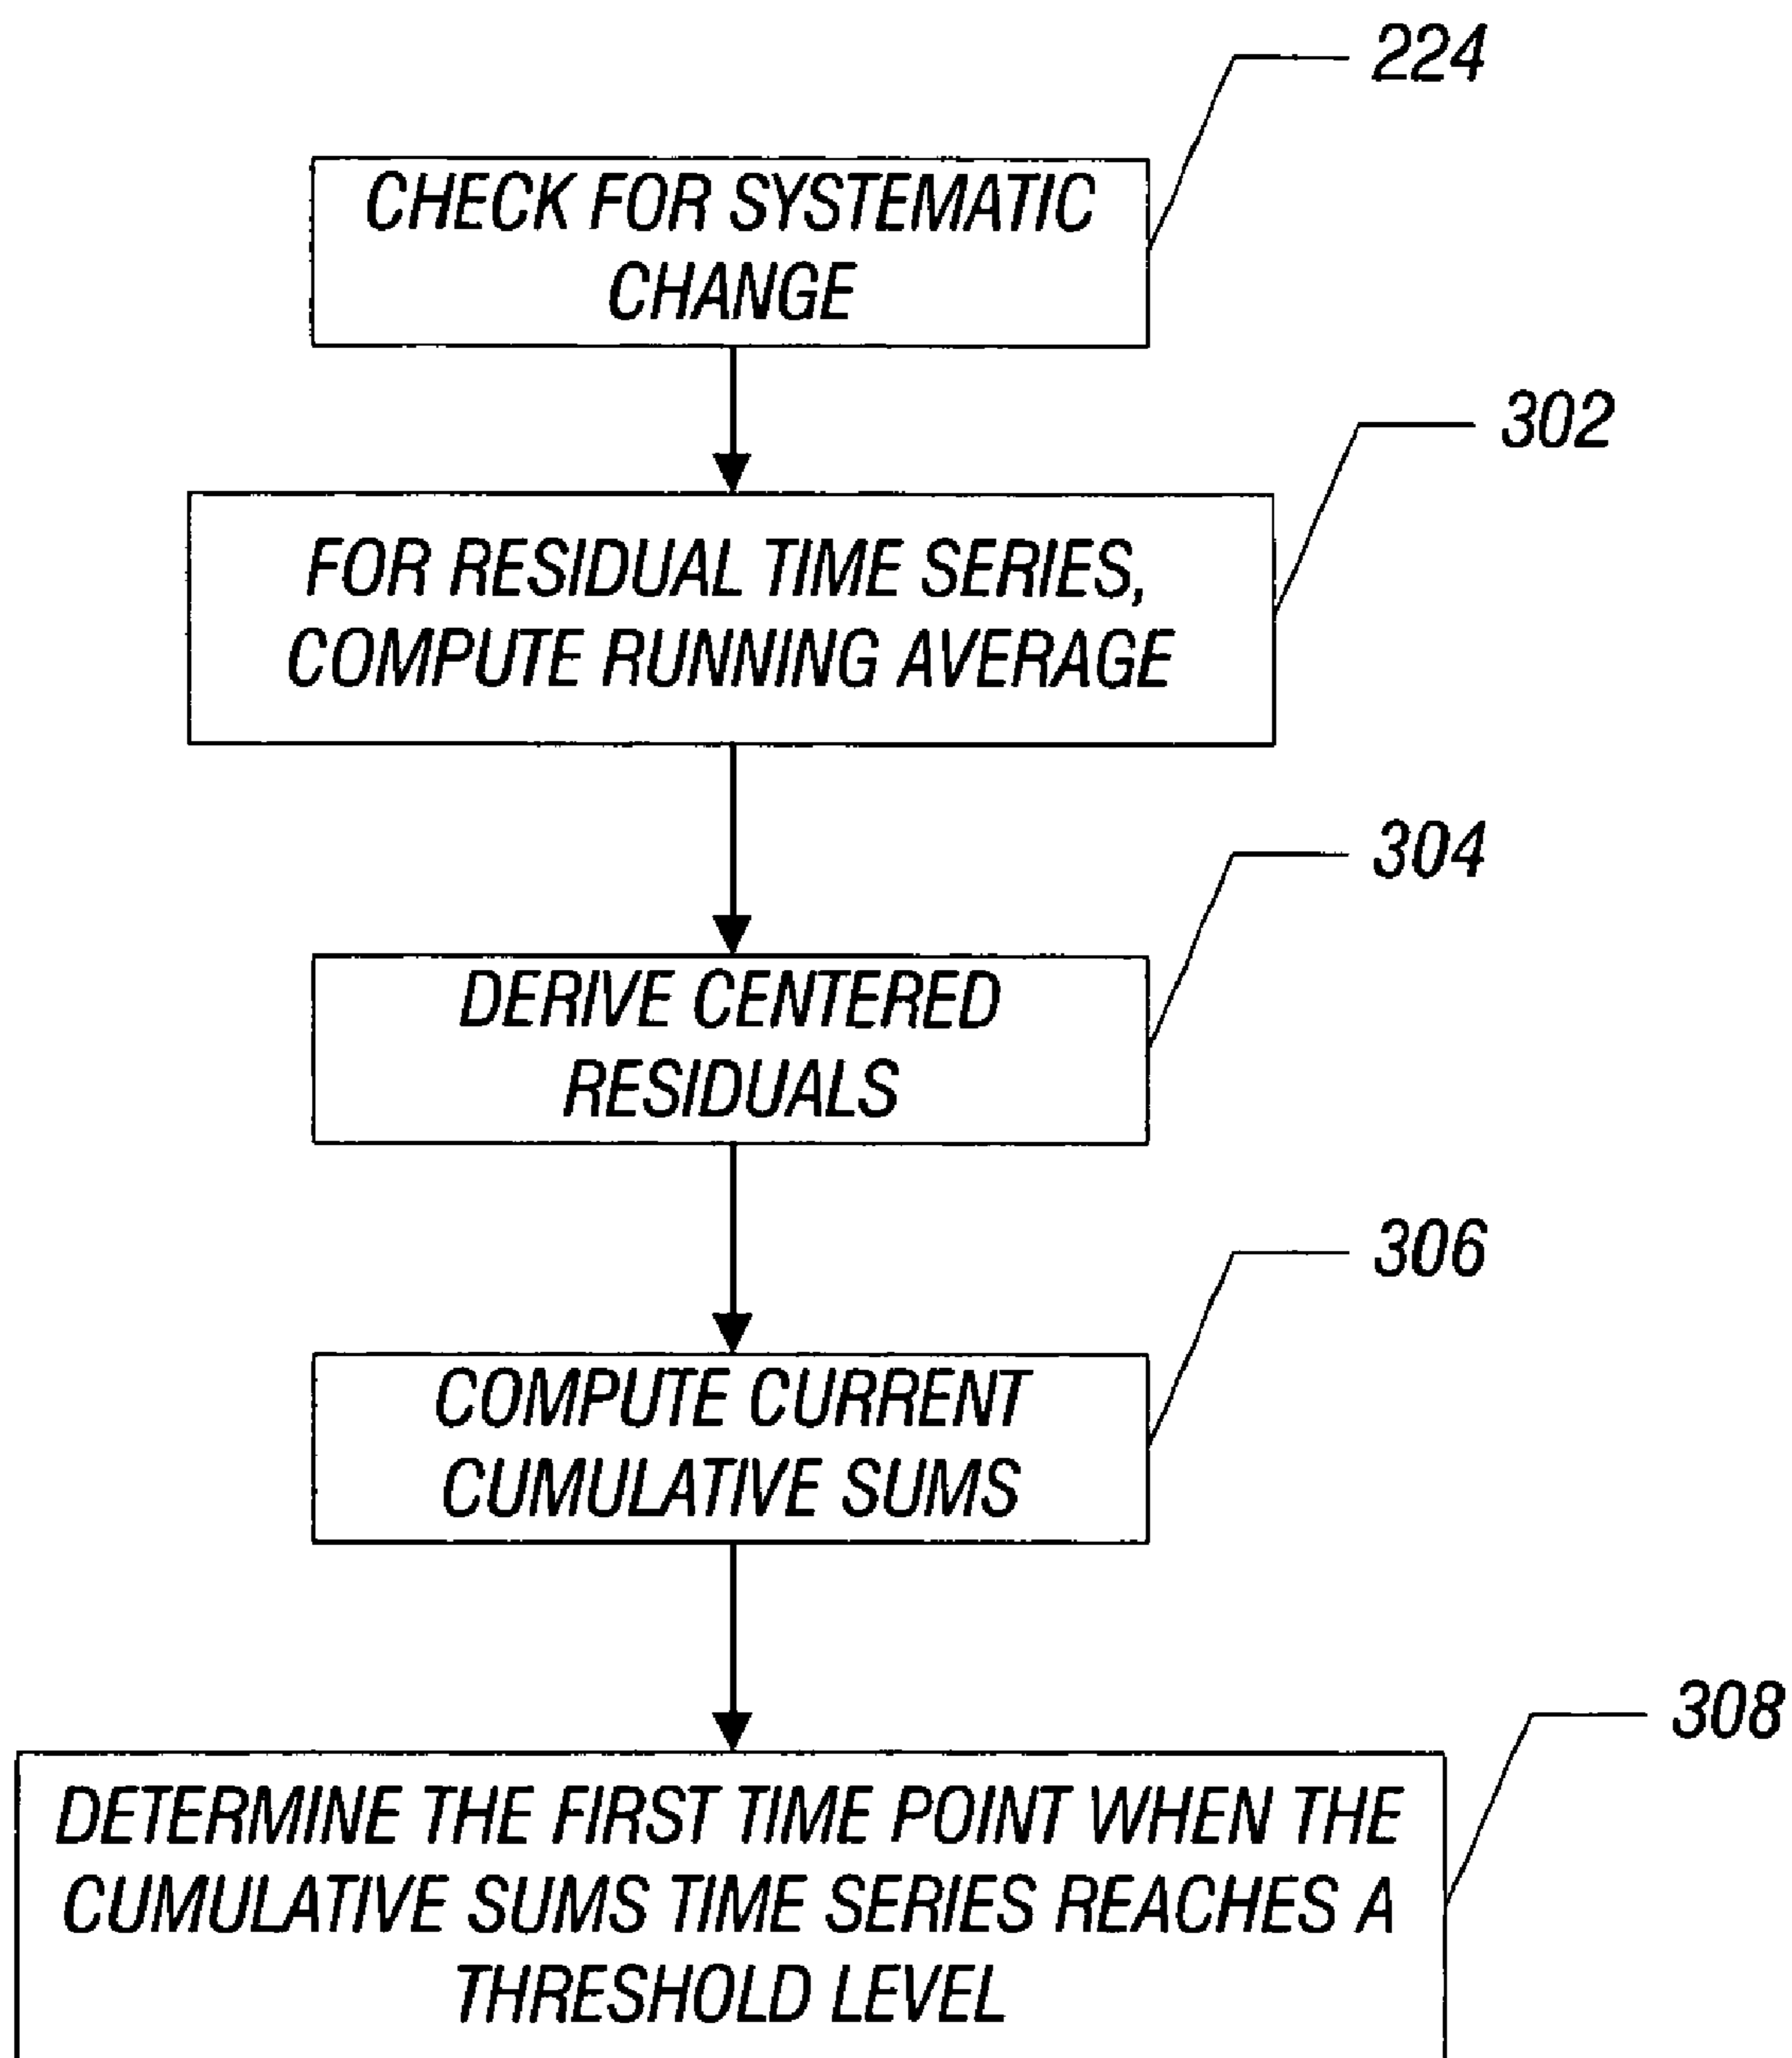 224
CHECK FOR SYSTEMATIC
CHANGE
302
FOR RESIDUAL TIME SERIES,
COMPUTE RUNNING AVERAGE
304
DERIVE CENTERED
RESIDUALS
306
COMPUTE CURRENT
CUMULATIVE SUMS
308
DETERMINE THE FIRST TIME POINT WHEN THE
CUMULATIVE SUMS TIME SERIES REACHES A
THRESHOLD LEVEL